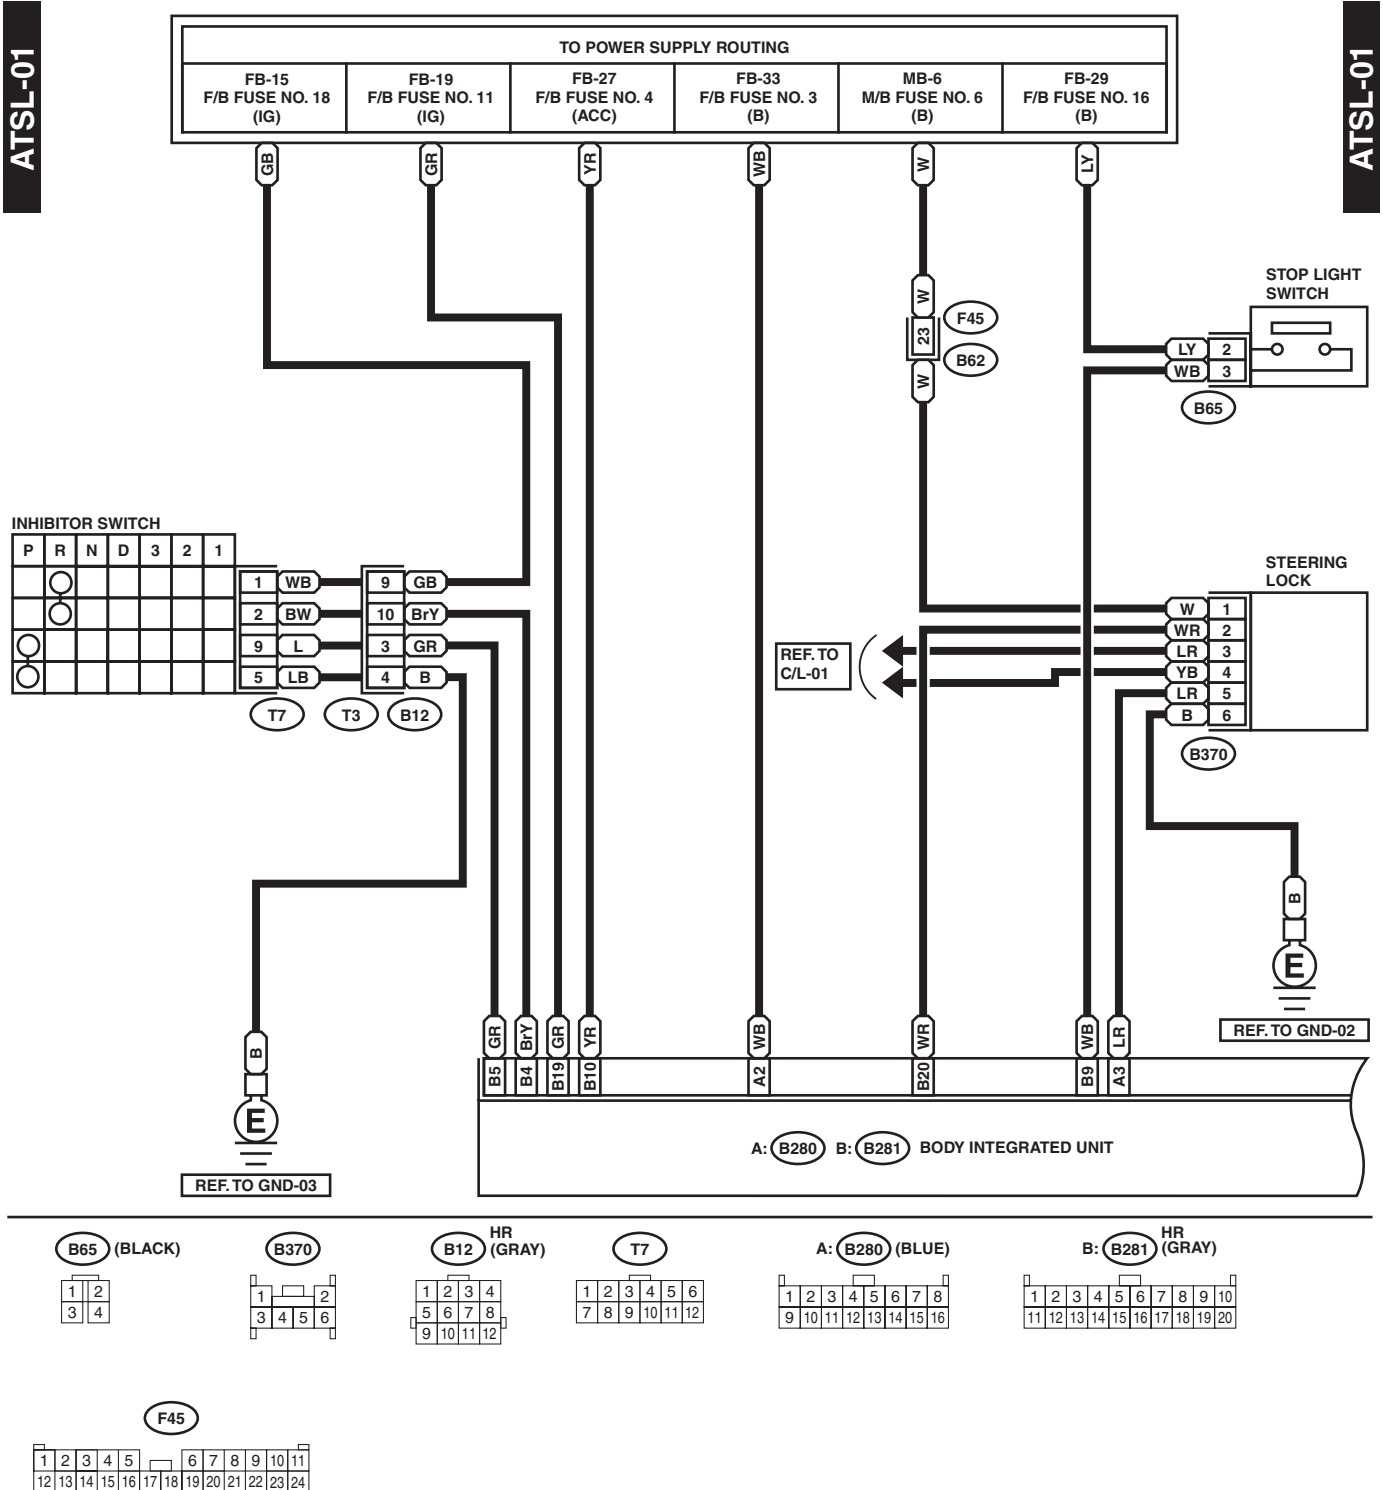 ATSL-01
ATSL-01
TO POWER SUPPLY ROUTING
FB-15 FB-19 FB-27 FB-33 MB-6 FB-29
F/B FUSE NO. 18 F/B FUSE NO. 11 F/B FUSE NO. 4 F/B FUSE NO. 3 M/B FUSE NO. 6 F/B FUSE NO. 16
(IG) (IG) (ACC) (B) (B) (B)
GB GR YR WB W LY
STOP LIGHT
SWITCH
W
23
F45
B62
W
LY 2
WB 3
B65
INHIBITOR SWITCH
P R N D 3 2 1
1 WB 9 GB
2 BW 10 BrY
9 L 3 GR
5 LB 4 B
T7 T3 B12
STEERING
LOCK
W 1
WR 2
LR 3
YB 4
LR 5
B 6
B370
REF. TO
C/L-01
B
E
REF. TO GND-02
B
E
REF. TO GND-03
GR BrY GR YR WB WR WB LR
B5 B4 B19 B10 A2 B20 B9 A3
A: B280 B: B281 BODY INTEGRATED UNIT
B65 (BLACK)
1 2
3 4
B370
1 2
3 4 5 6
B12 HR
(GRAY)
1 2 3 4
5 6 7 8
9 10 11 12
T7
1 2 3 4 5 6
7 8 9 10 11 12
A: B280 (BLUE)
1 2 3 4 5 6 7 8
9 10 11 12 13 14 15 16
B: B281 HR
(GRAY)
1 2 3 4 5 6 7 8 9 10
11 12 13 14 15 16 17 18 19 20
F45
1 2 3 4 5 6 7 8 9 10 11
12 13 14 15 16 17 18 19 20 21 22 23 24